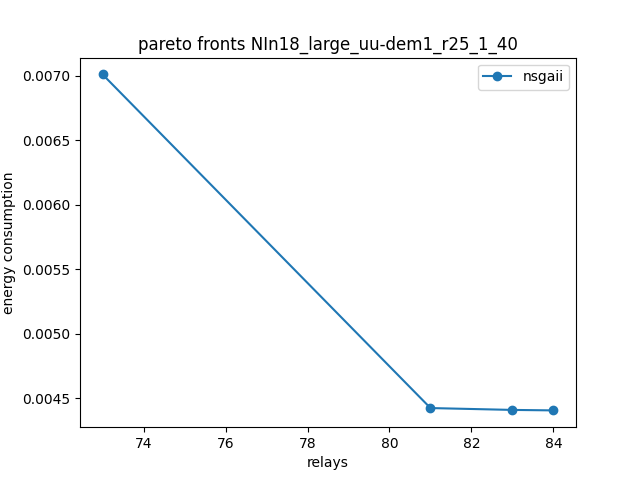 pareto fronts NIn18_large_uu-dem1_r25_1_40
nsgaii
energy consumption
0.0070
0.0065
0.0060
0.0055
0.0050
0.0045
74 76 78 80 82 84
relays